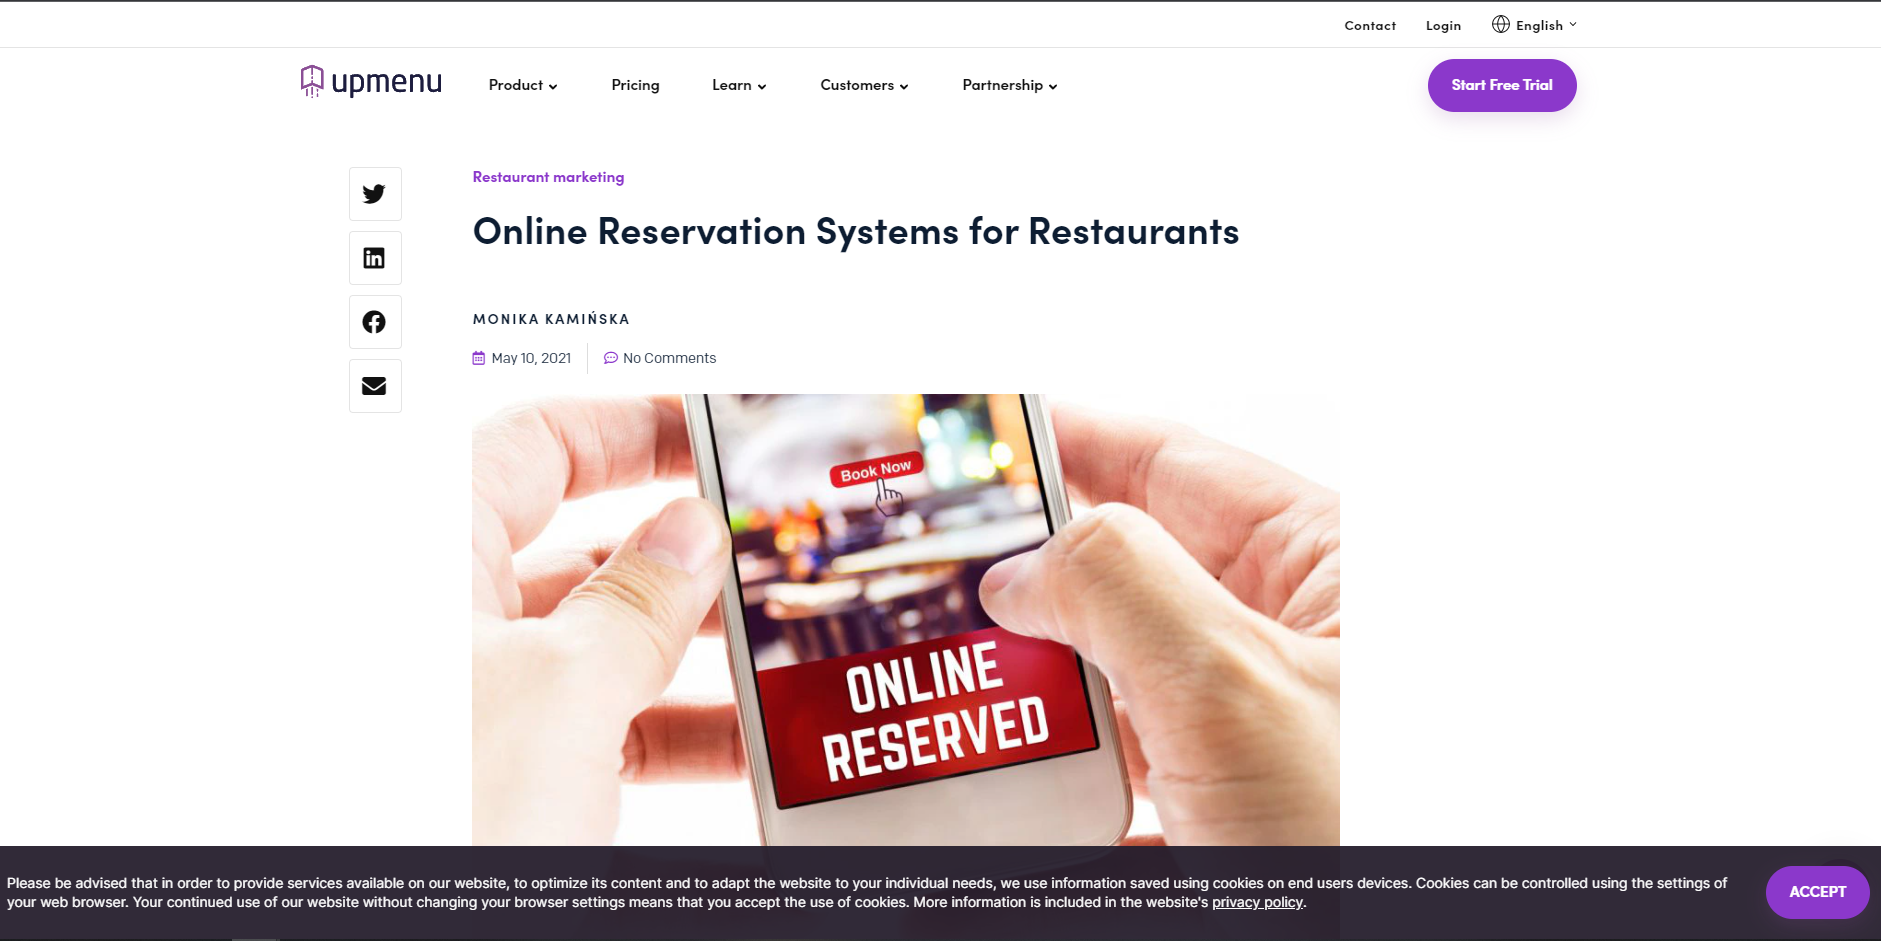 Contact Login English
upmenu Product Pricing Learn Customers Partnership Start Free Trial
Restaurant marketing
Online Reservation Systems for Restaurants
MONIKA KAMIŃSKA
May 10, 2021 No Comments
Book Now
ONLINE
RESERVED
Please be advised that in order to provide services available on our website, to optimize its content and to adapt the website to your individual needs, we use information saved using cookies on end users devices. Cookies can be controlled using the settings of
your web browser. Your continued use of our website without changing your browser settings means that you accept the use of cookies. More information is included in the website's privacy policy.
ACCEPT